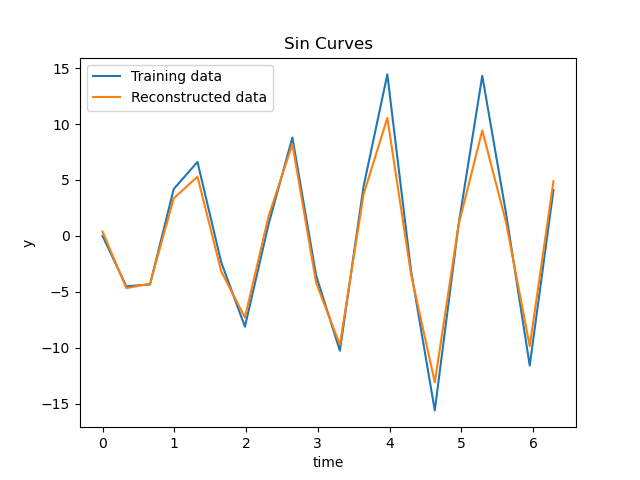 Sin Curves
Training data
Reconstructed data
15
10
5
0
−5
−10
−15
y
0 1 2 3 4 5 6
time